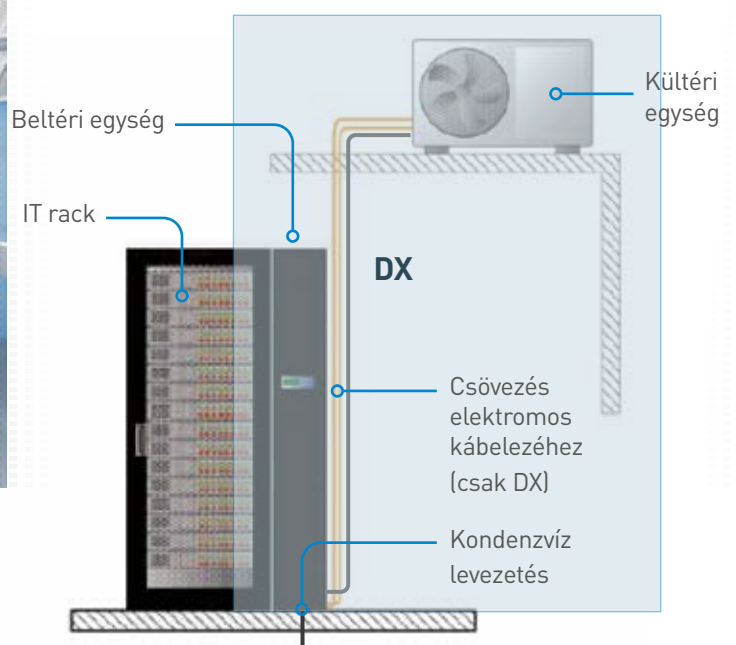 Kültéri
egység
Beltéri egység
IT rack
DX
Csövezés
elektromos
kábelezéhez
(csak DX)
Kondenzvíz
levezetés